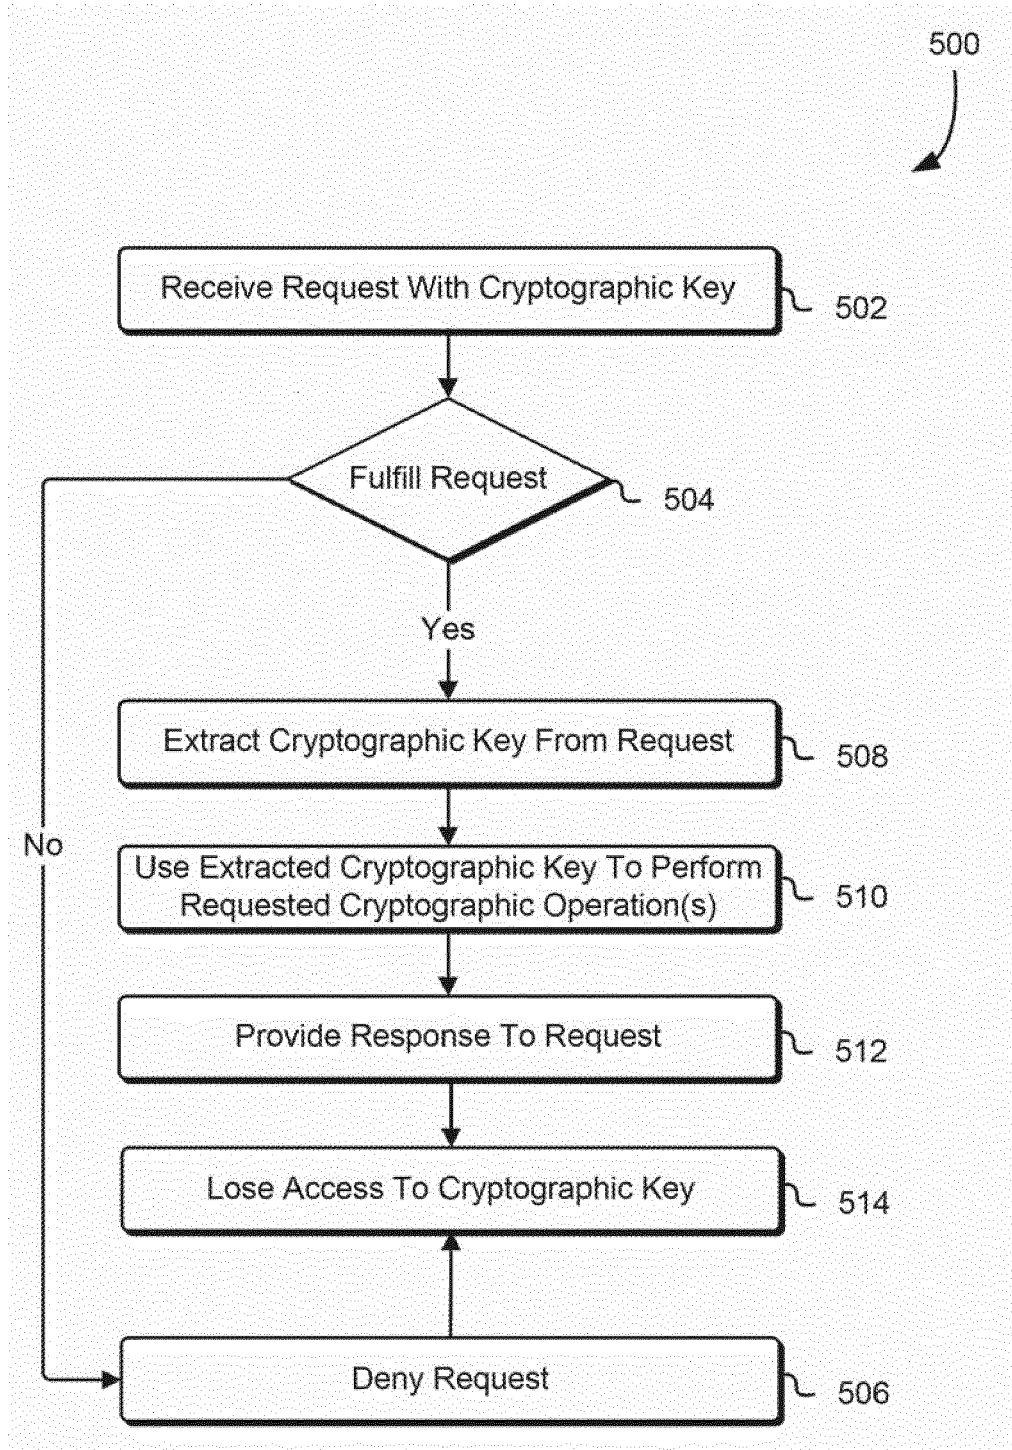 500
Receive Request With Cryptographic Key
502
Fulfill Request
504
Yes
Extract Cryptographic Key From Request
508
No
Use Extracted Cryptographic Key To Perform
Requested Cryptographic Operation(s)
510
Provide Response To Request
512
Lose Access To Cryptographic Key
514
Deny Request
506